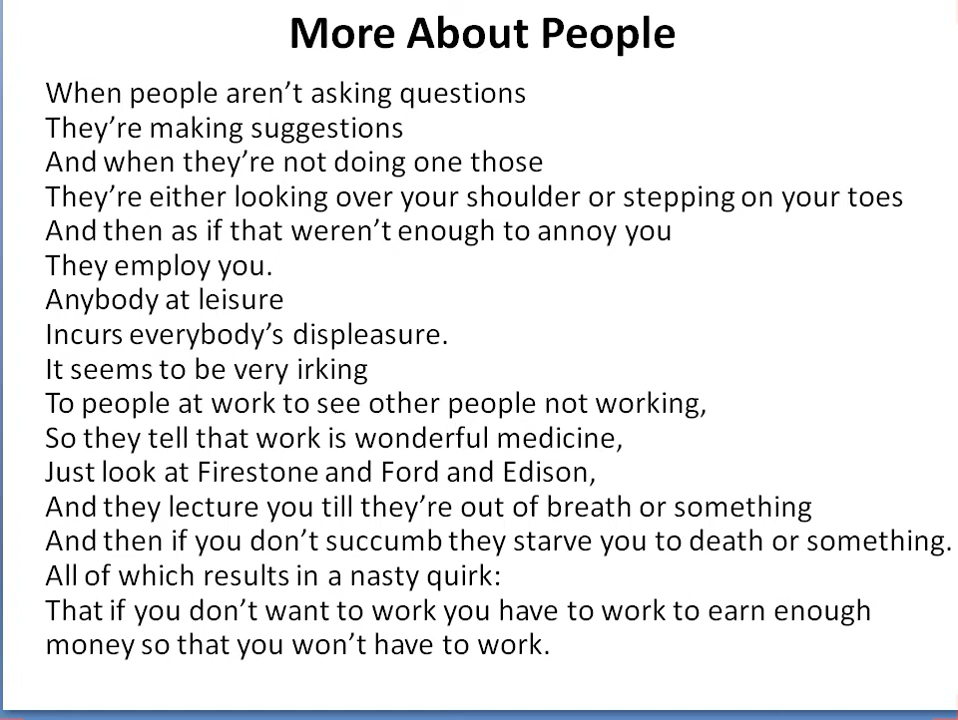 More About People
When people aren’t asking questions
They’re making suggestions
And when they’re not doing one those
They’re either looking over your shoulder or stepping on your toes
And then as if that weren’t enough to annoy you
They employ you.
Anybody at leisure
Incurs everybody’s displeasure.
It seems to be very irking
To people at work to see other people not working,
So they tell that work is wonderful medicine,
Just look at Firestone and Ford and Edison,
And they lecture you till they’re out of breath or something
And then if you don’t succumb they starve you to death or something.
All of which results in a nasty quirk:
That if you don’t want to work you have to work to earn enough
money so that you won’t have to work.